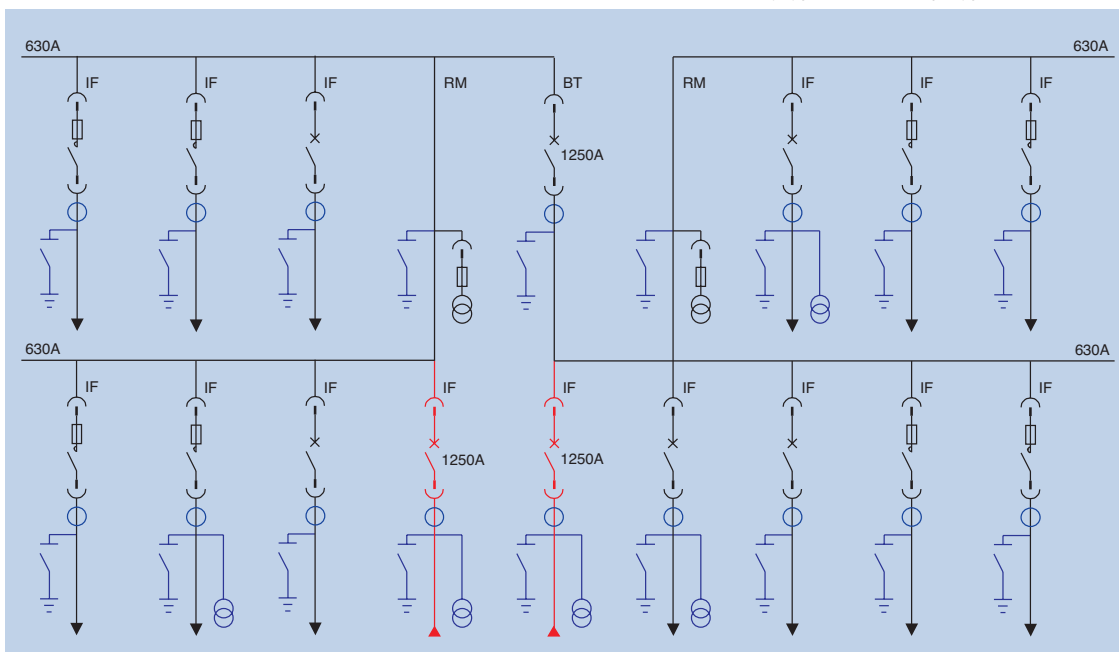 630A 630A
IF IF IF RM BT RM IF IF IF
1250A
630A 630A
IF IF IF IF IF IF IF IF IF
1250A 1250A